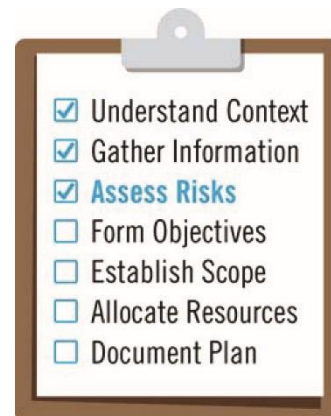 Understand Context
Gather Information
Assess Risks
Form Objectives
Establish Scope
Allocate Resources
Document Plan